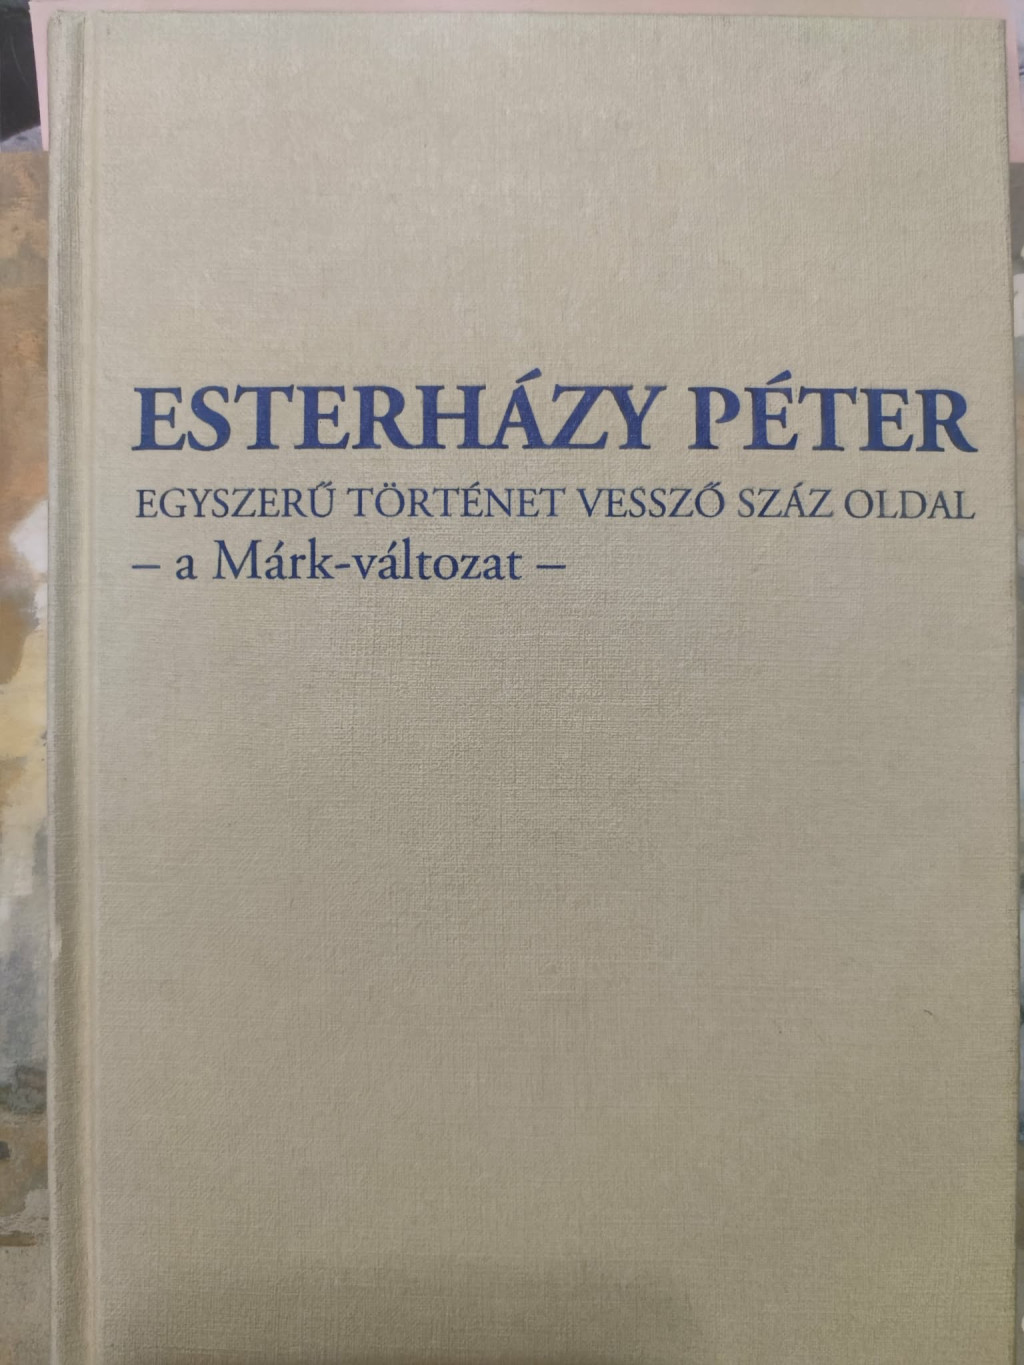 ESTERHÁZY PÉTER
EGYSZERŰ TÖRTÉNET VESSZŐ SZÁZ OLDAL
– a Márk-változat –